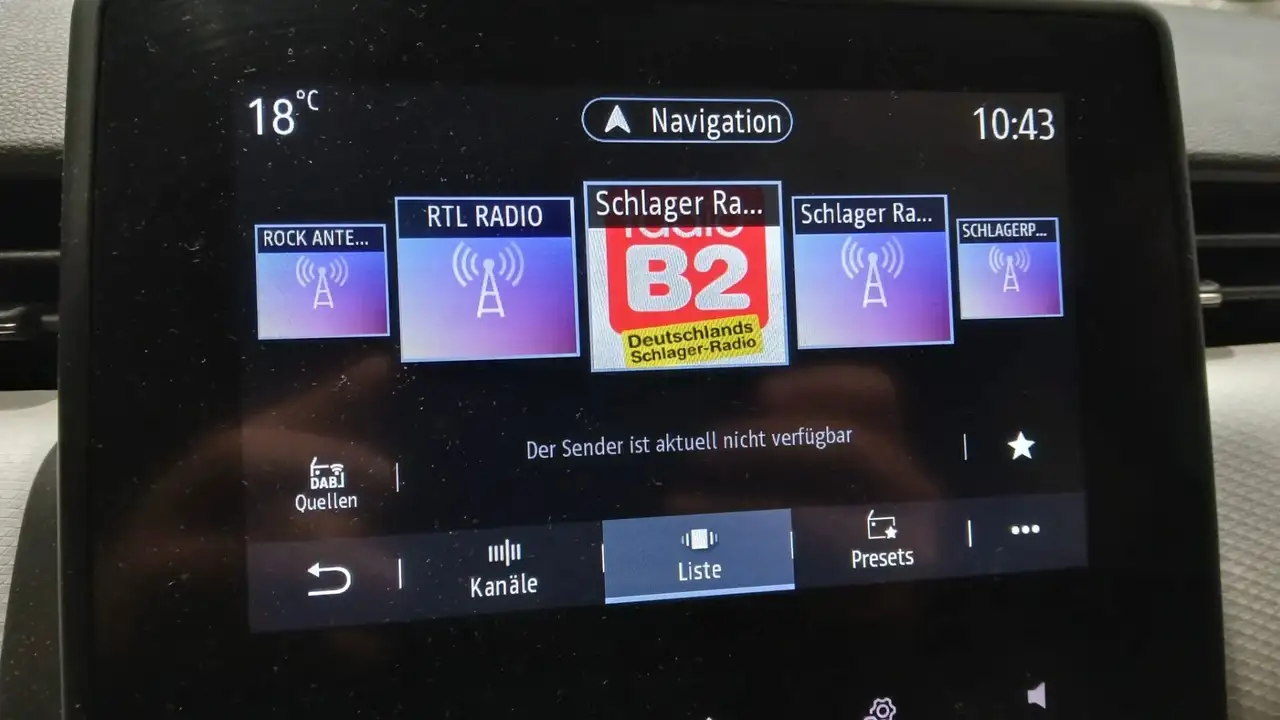 18°C
Navigation
10:43
ROCK ANTE...
RTL RADIO
Schlager Ra...
radio
B2
Deutschlands
Schlager-Radio
Schlager Ra...
SCHLAGERP...
Der Sender ist aktuell nicht verfügbar
DAB
Quellen
Kanäle
Liste
Presets